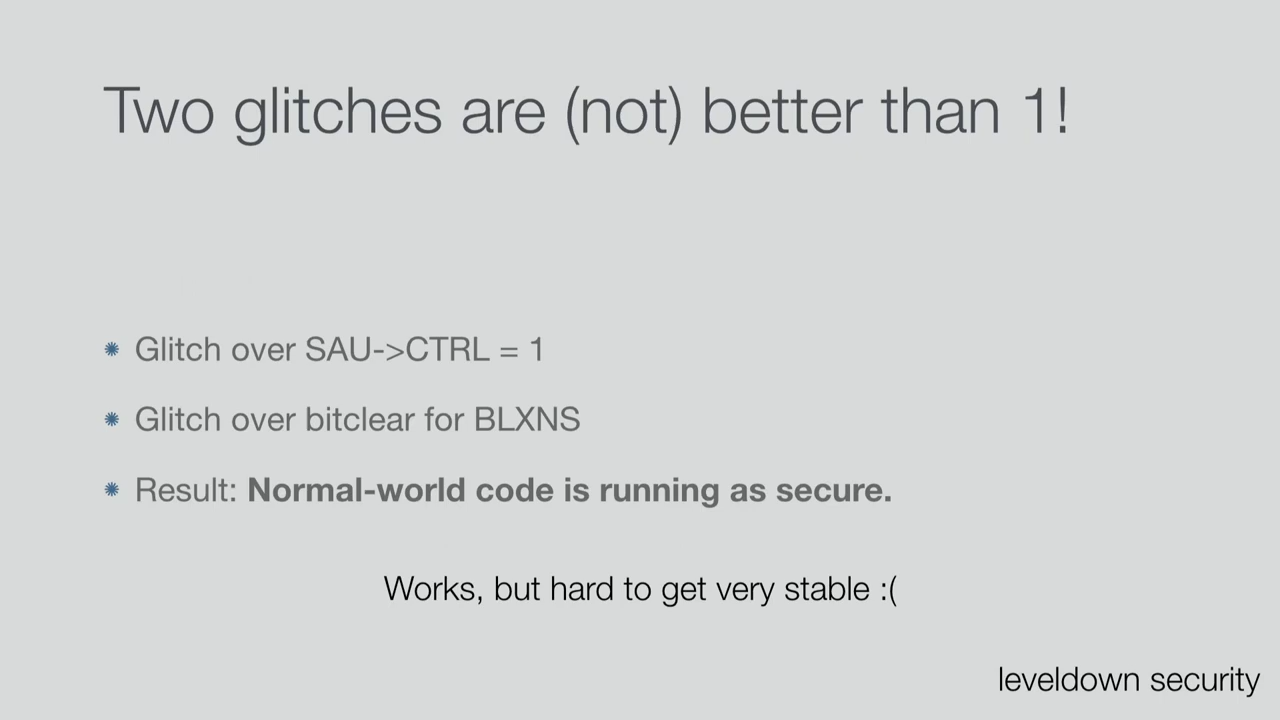 Two glitches are (not) better than 1!
Glitch over SAU->CTRL = 1
Glitch over bitclear for BLXNS
Result: Normal-world code is running as secure.
Works, but hard to get very stable :(
leveldown security